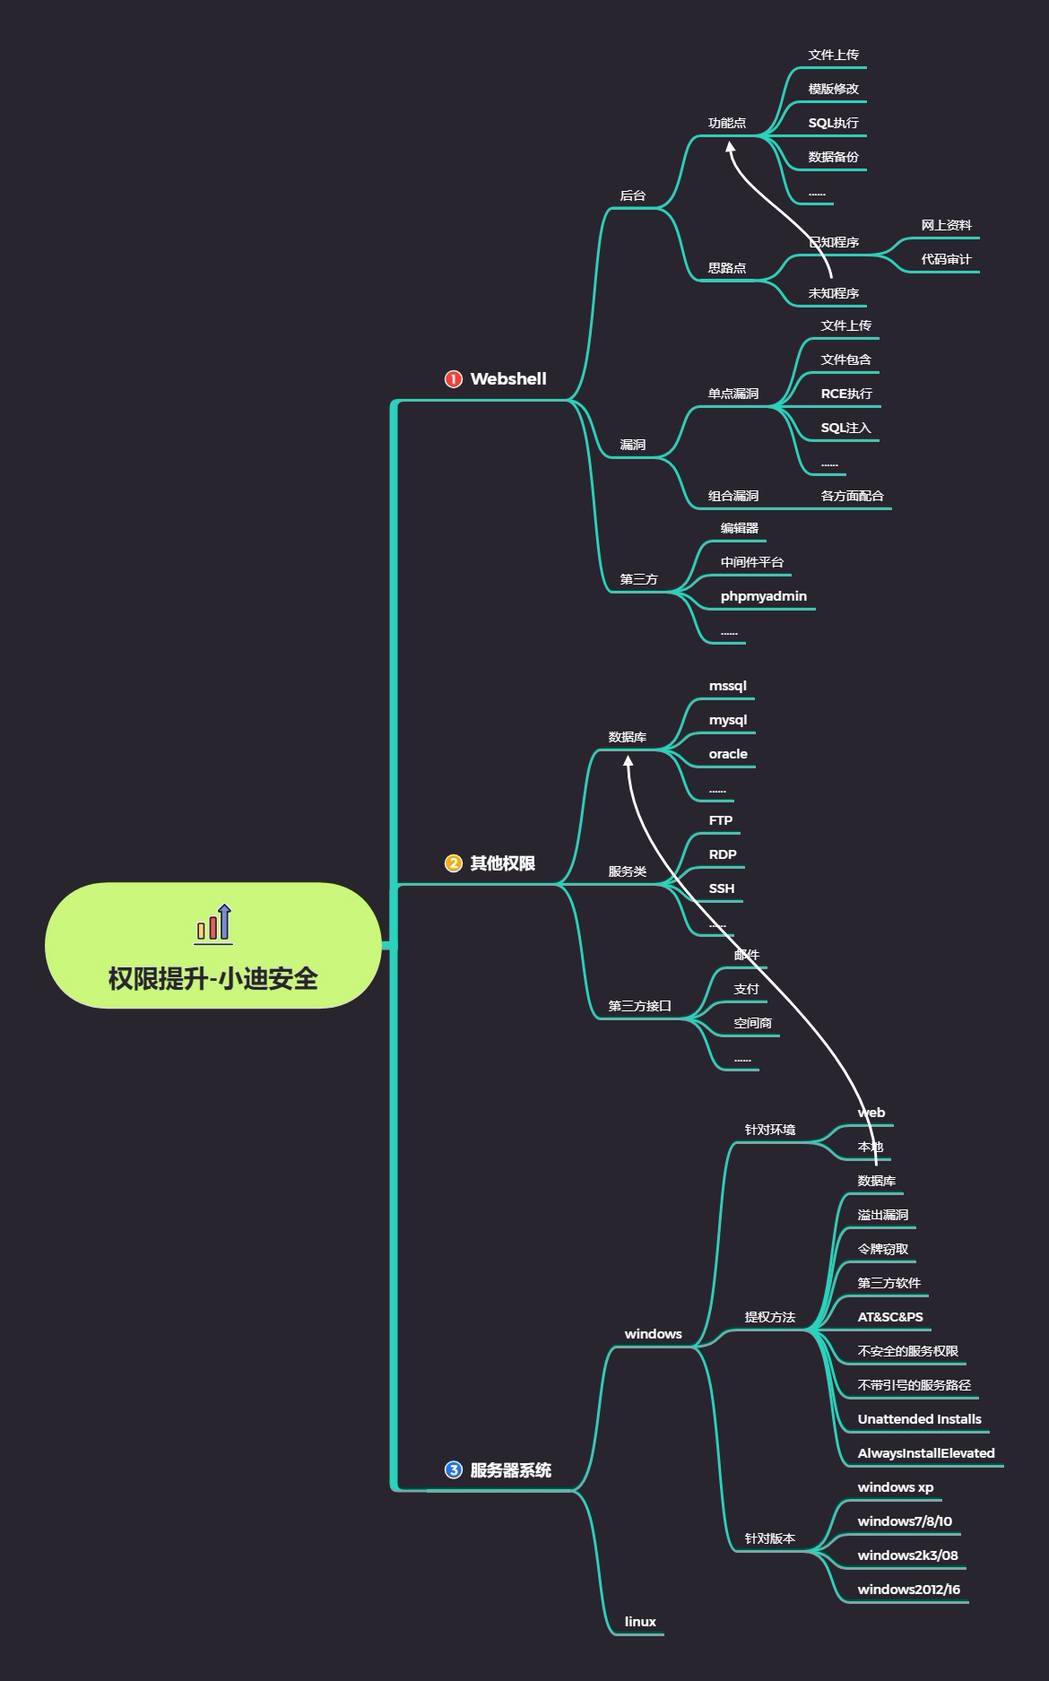 文件上传
模版修改
SQL执行
数据备份
......
功能点
后台
已知程序
网上资料
代码审计
思路点
未知程序
① Webshell
文件上传
文件包含
RCE执行
SQL注入
......
单点漏洞
漏洞
组合漏洞
各方面配合
编辑器
中间件平台
phpmyadmin
......
第三方
mssql
mysql
oracle
......
数据库
② 其他权限
FTP
RDP
SSH
......
服务类
邮件
支付
空间商
......
第三方接口
权限提升-小迪安全
web
本地
针对环境
数据库
溢出漏洞
令牌窃取
第三方软件
AT&SC&PS
不安全的服务权限
不带引号的服务路径
Unattended Installs
AlwaysInstallElevated
提权方法
windows
③ 服务器系统
windows xp
windows7/8/10
windows2k3/08
windows2012/16
针对版本
linux